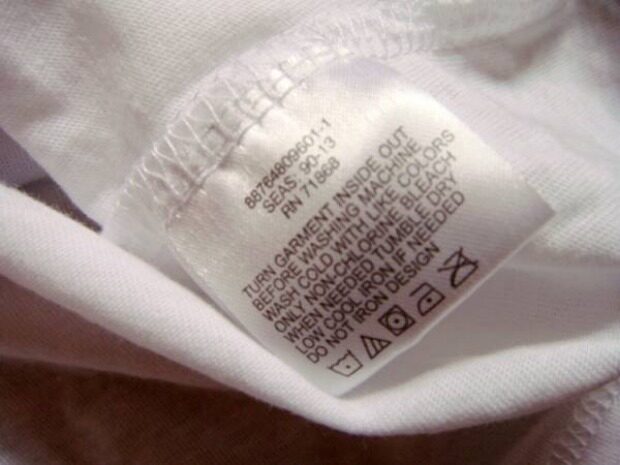 88764809601-1
SEAS: 90-13
RN 71868
TURN GARMENT INSIDE OUT
BEFORE WASHING MACHINE
WASH COLD WITH LIKE COLORS
ONLY NON-CHLORINE BLEACH
WHEN NEEDED TUMBLE DRY
LOW COOL IRON IF NEEDED
DO NOT IRON DESIGN